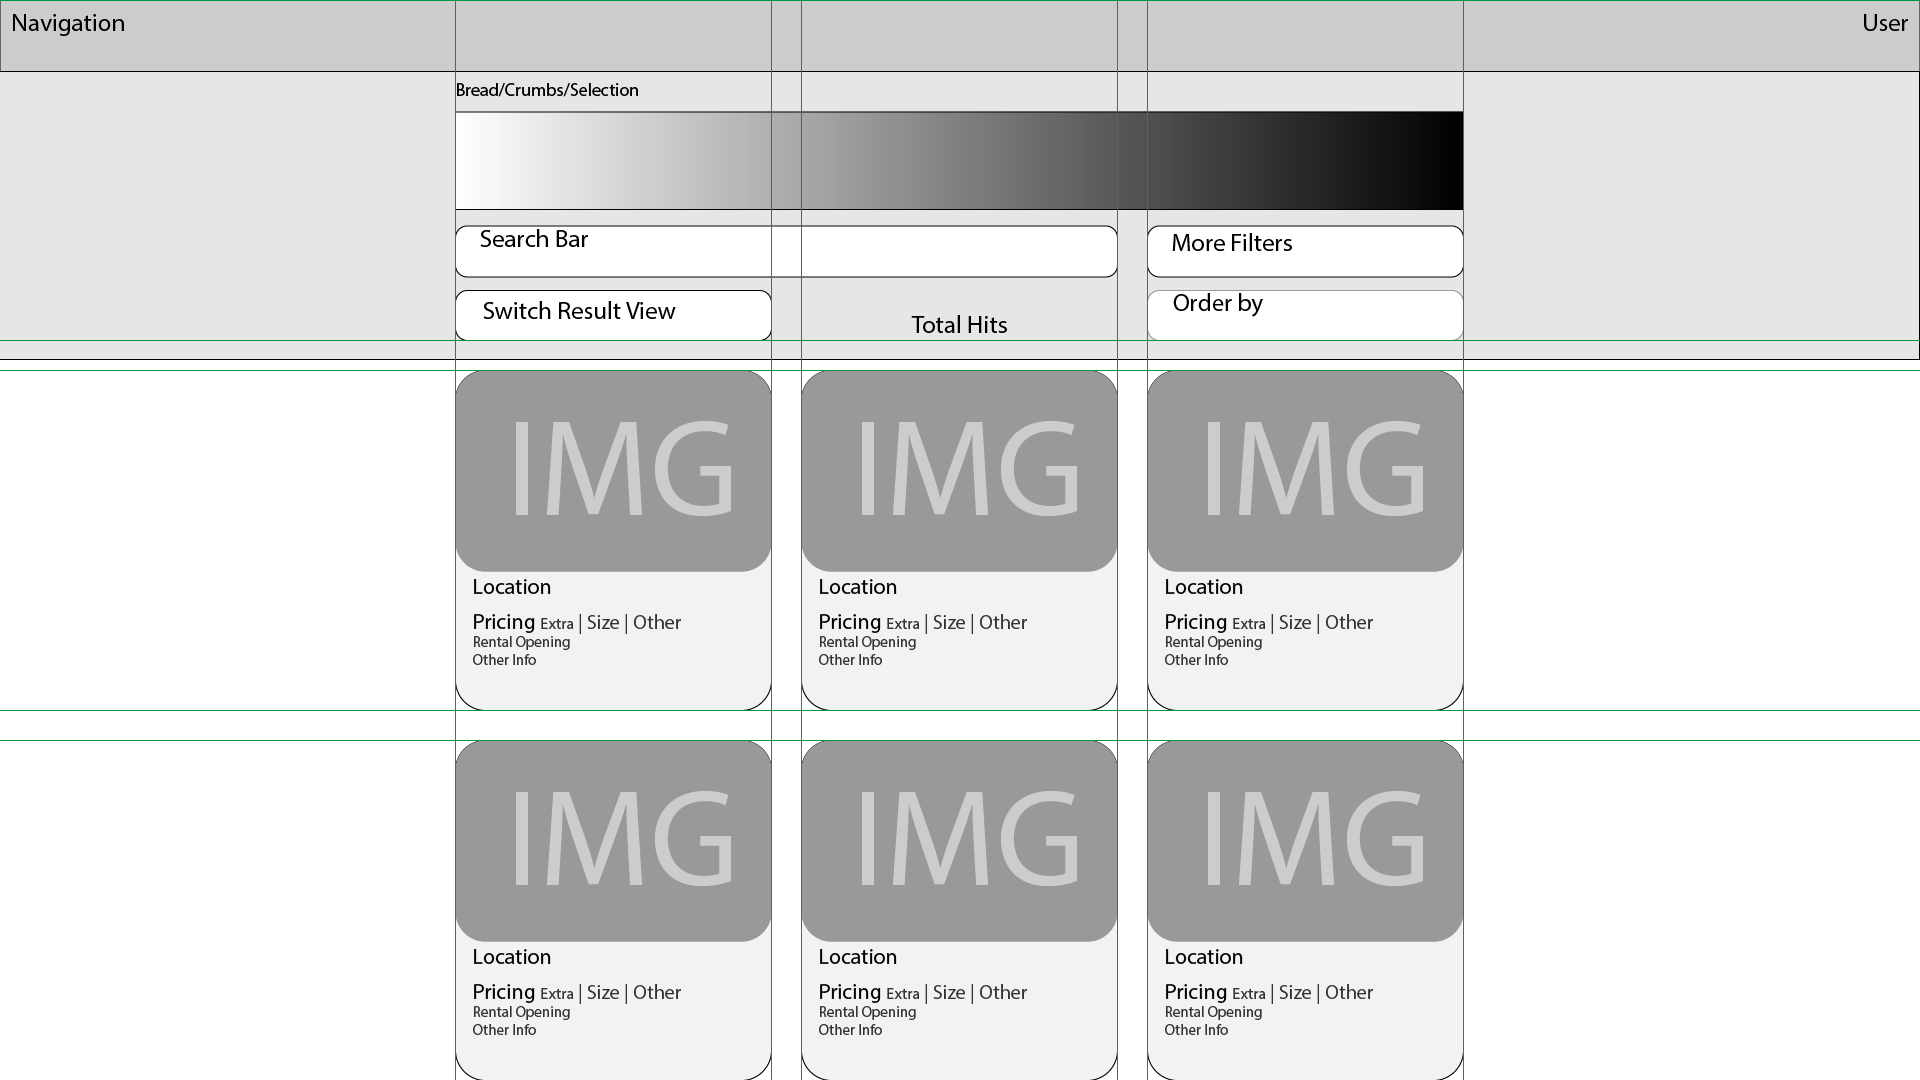 Navigation
User
Bread/Crumbs/Selection
Search Bar
More Filters
Switch Result View
Total Hits
Order by
IMG
IMG
IMG
Location
Location
Location
Pricing Extra | Size | Other
Pricing Extra | Size | Other
Pricing Extra | Size | Other
Rental Opening
Rental Opening
Rental Opening
Other Info
Other Info
Other Info
IMG
IMG
IMG
Location
Location
Location
Pricing Extra | Size | Other
Pricing Extra | Size | Other
Pricing Extra | Size | Other
Rental Opening
Rental Opening
Rental Opening
Other Info
Other Info
Other Info